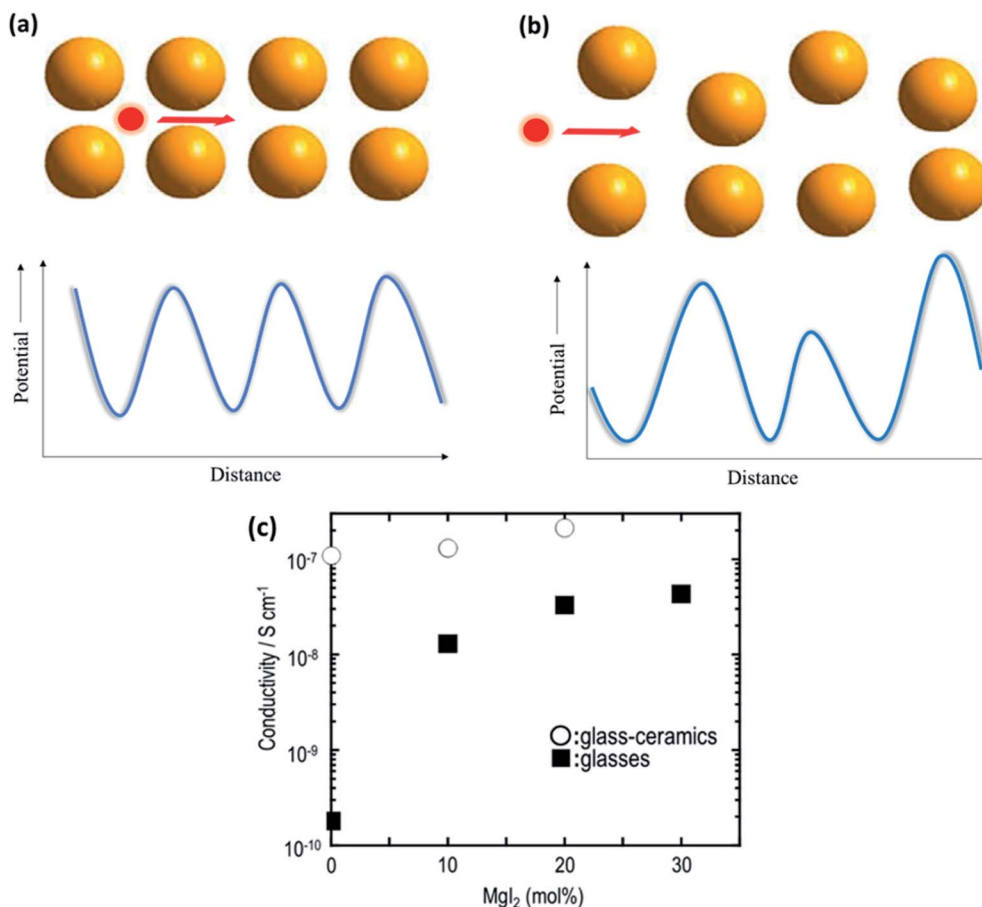 (a)
(b)
Potential
Distance
Potential
Distance
(c)
Conductivity / S cm⁻¹
10⁻⁷
10⁻⁸
10⁻⁹
10⁻¹⁰
:glass-ceramics
:glasses
0 10 20 30
MgI₂ (mol%)